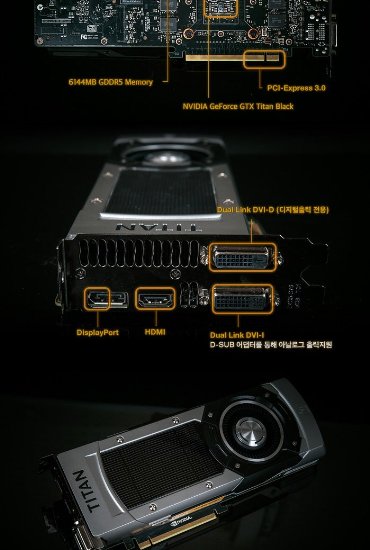 6144MB GDDR5 Memory
PCI-Express 3.0
NVIDIA GeForce GTX Titan Black
Dual Link DVI-D (디지털출력 전용)
TITAN
DisplayPort
HDMI
Dual Link DVI-I
D-SUB 어댑터를 통해 아날로그 출력지원
TITAN